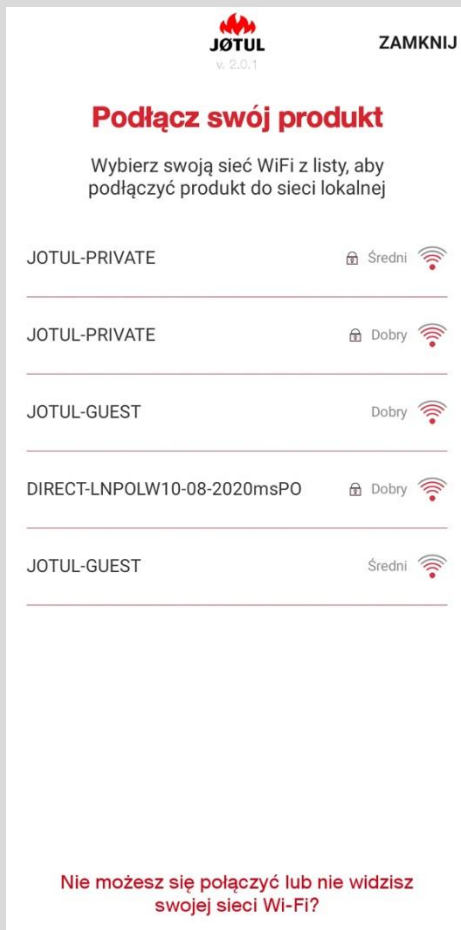 JØTUL
ZAMKNIJ
v. 2.0.1
Podłącz swój produkt
Wybierz swoją sieć WiFi z listy, aby
podłączyć produkt do sieci lokalnej
JOTUL-PRIVATE Średni
JOTUL-PRIVATE Dobry
JOTUL-GUEST Dobry
DIRECT-LNPOLW10-08-2020msPO Dobry
JOTUL-GUEST Średni
Nie możesz się połączyć lub nie widzisz
swojej sieci Wi-Fi?